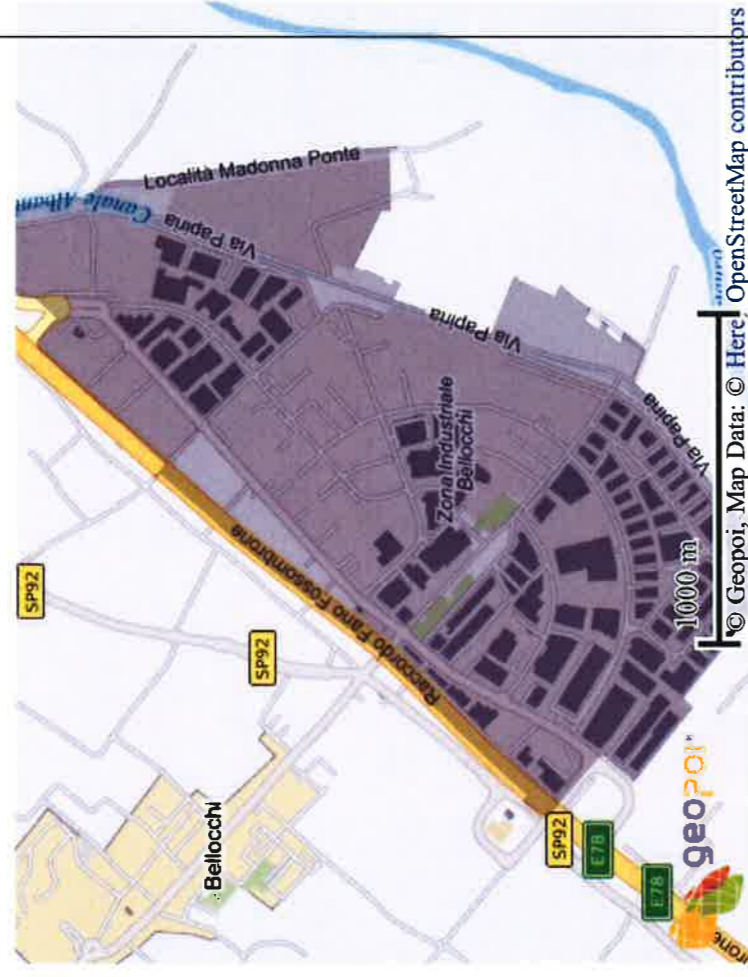 SP92
SP92
Canale Albani
Località Madonna Ponte
Via Papiria
Via Papiria
Via Papiria
Raccordo Fano Fossombrone
Zona Industriale
Bellocchi
Bellocchi
SP92
E78
E78
geopoi
1000 m
© Geopoi, Map Data: © Here, OpenStreetMap contributors